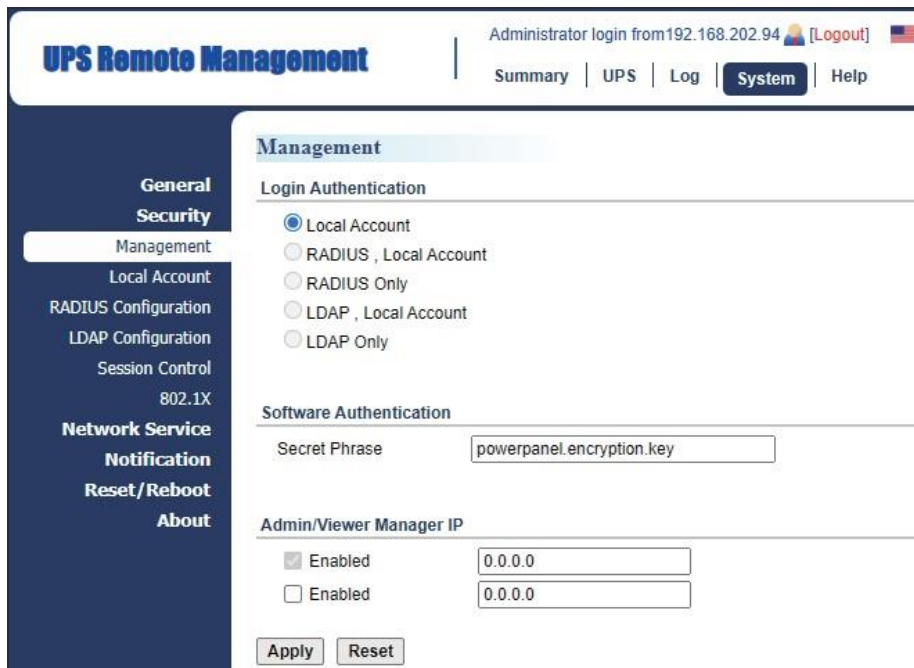 Administrator login from192.168.202.94 [Logout]
UPS Remote Management
Summary UPS Log System Help
Management
General
Security
Management
Local Account
RADIUS Configuration
LDAP Configuration
Session Control
802.1X
Network Service
Notification
Reset/Reboot
About
Login Authentication
Local Account
RADIUS , Local Account
RADIUS Only
LDAP , Local Account
LDAP Only
Software Authentication
Secret Phrase powerpanel.encryption.key
Admin/Viewer Manager IP
Enabled 0.0.0.0
Enabled 0.0.0.0
Apply Reset